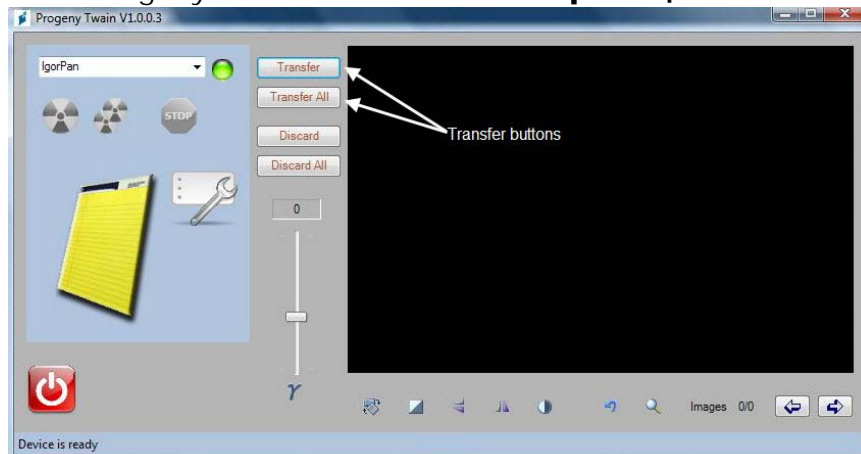 Progeny Twain V1.0.0.3
IgorPan
Transfer
Transfer All
Transfer buttons
STOP
Discard
Discard All
0
γ
Images 0/0
Device is ready